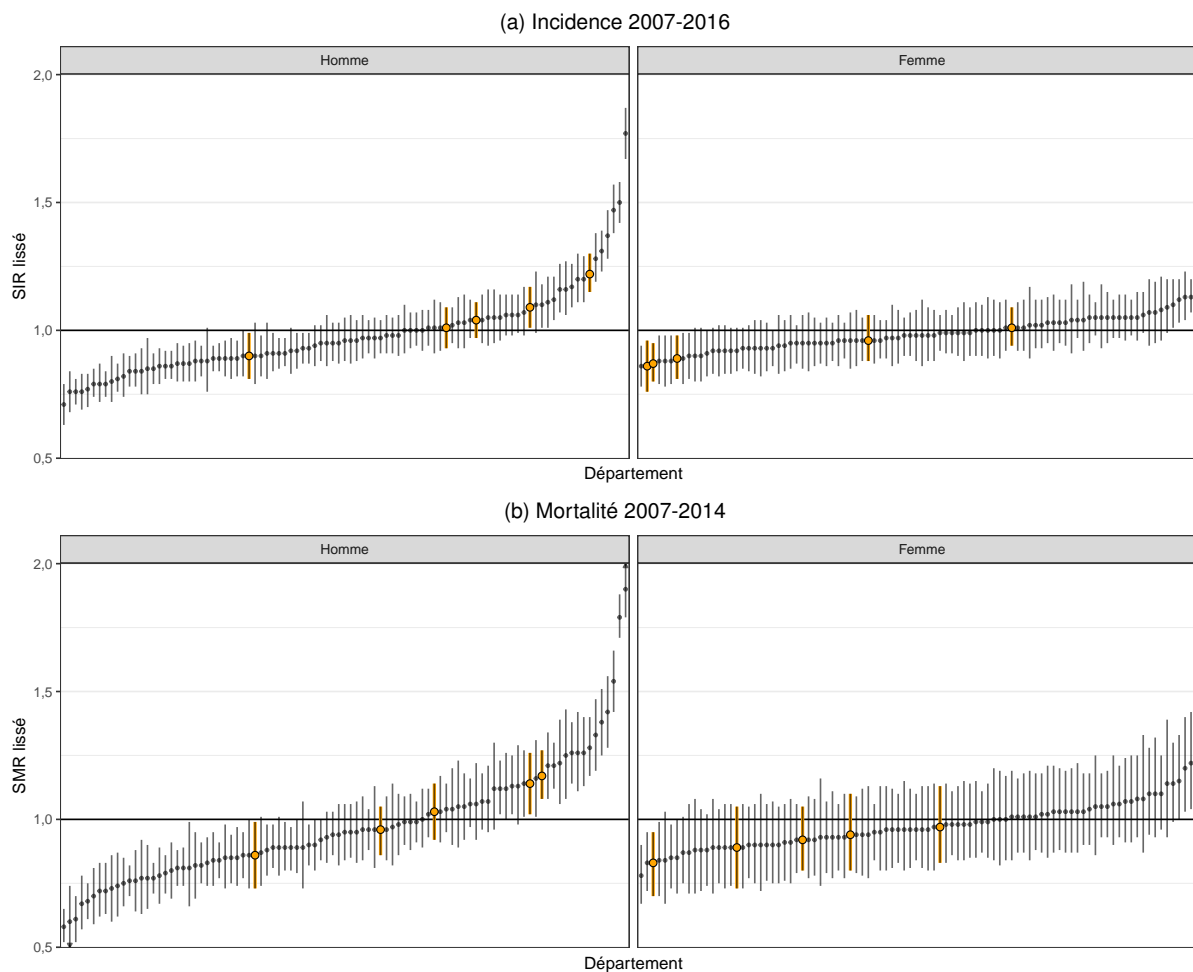 (a) Incidence 2007-2016
Homme
Femme
2,0
1,5
1,0
0,5
SIR lissé
Département
(b) Mortalité 2007-2014
Homme
Femme
2,0
1,5
1,0
0,5
SMR lissé
Département